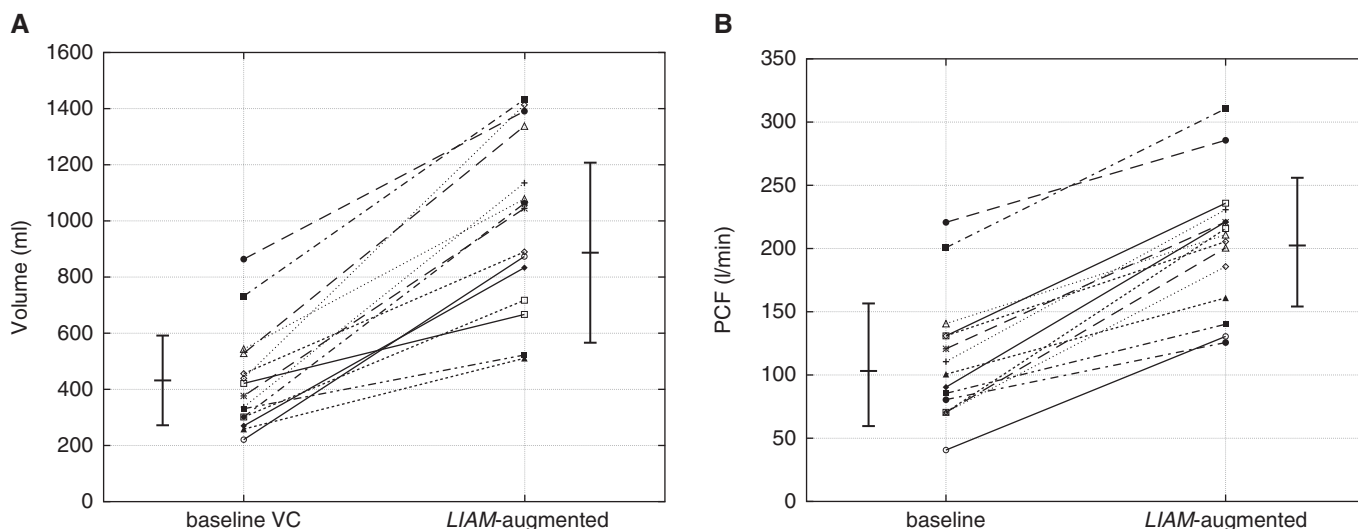 A
1600
1400
1200
1000
800
600
400
200
0
Volume (ml)
baseline VC
LIAM-augmented
B
350
300
250
200
150
100
50
0
PCF (l/min)
baseline
LIAM-augmented